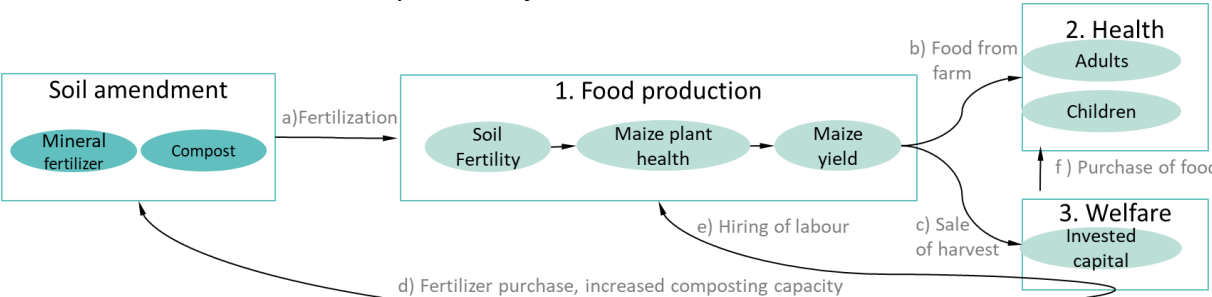 Soil amendment
Mineral
fertilizer
Compost
a)Fertilization
1. Food production
Soil
Fertility
Maize plant
health
Maize
yield
b) Food from
farm
2. Health
Adults
Children
f ) Purchase of food
c) Sale
of harvest
3. Welfare
Invested
capital
e) Hiring of labour
d) Fertilizer purchase, increased composting capacity